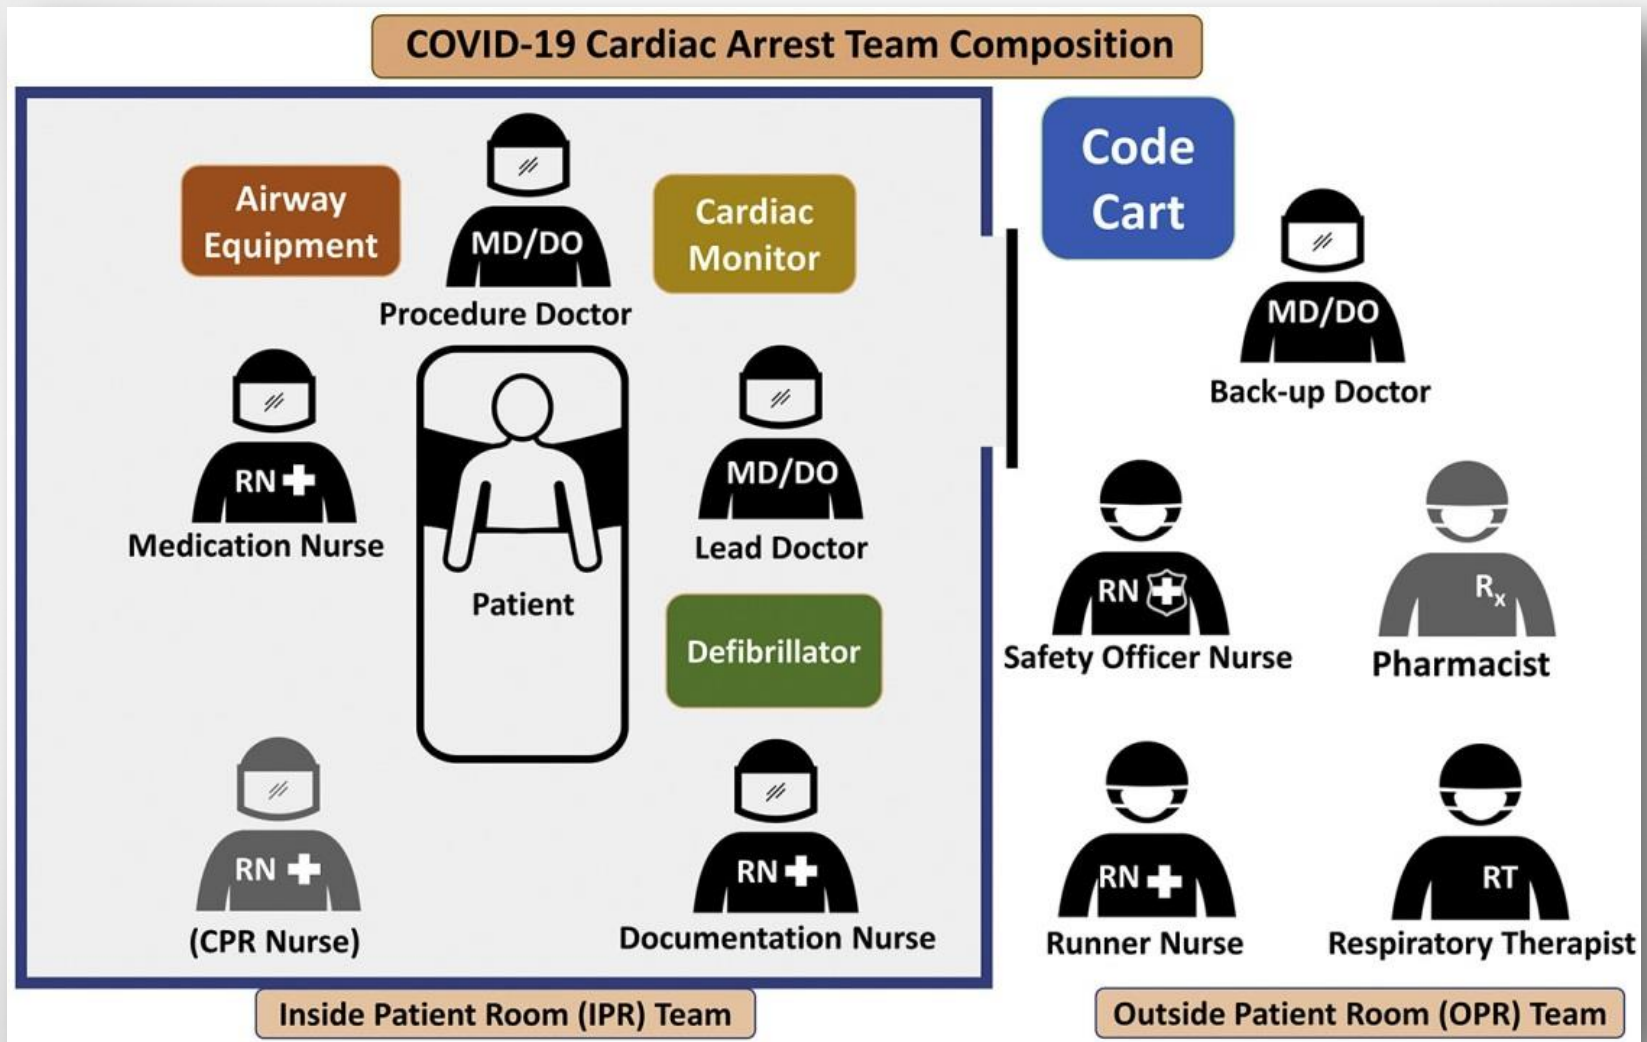 COVID-19 Cardiac Arrest Team Composition
Airway
Equipment
MD/DO
Procedure Doctor
Cardiac
Monitor
RN
Medication Nurse
Patient
MD/DO
Lead Doctor
Defibrillator
RN
(CPR Nurse)
RN
Documentation Nurse
Inside Patient Room (IPR) Team
Code
Cart
MD/DO
Back-up Doctor
RN
Safety Officer Nurse
Rx
Pharmacist
RN
Runner Nurse
RT
Respiratory Therapist
Outside Patient Room (OPR) Team